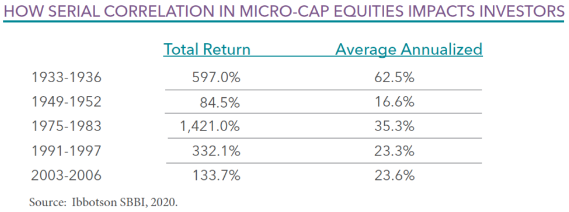 HOW SERIAL CORRELATION IN MICRO-CAP EQUITIES IMPACTS INVESTORS
Total Return Average Annualized
1933-1936 597.0% 62.5%
1949-1952 84.5% 16.6%
1975-1983 1,421.0% 35.3%
1991-1997 332.1% 23.3%
2003-2006 133.7% 23.6%
Source: Ibbotson SBBI, 2020.